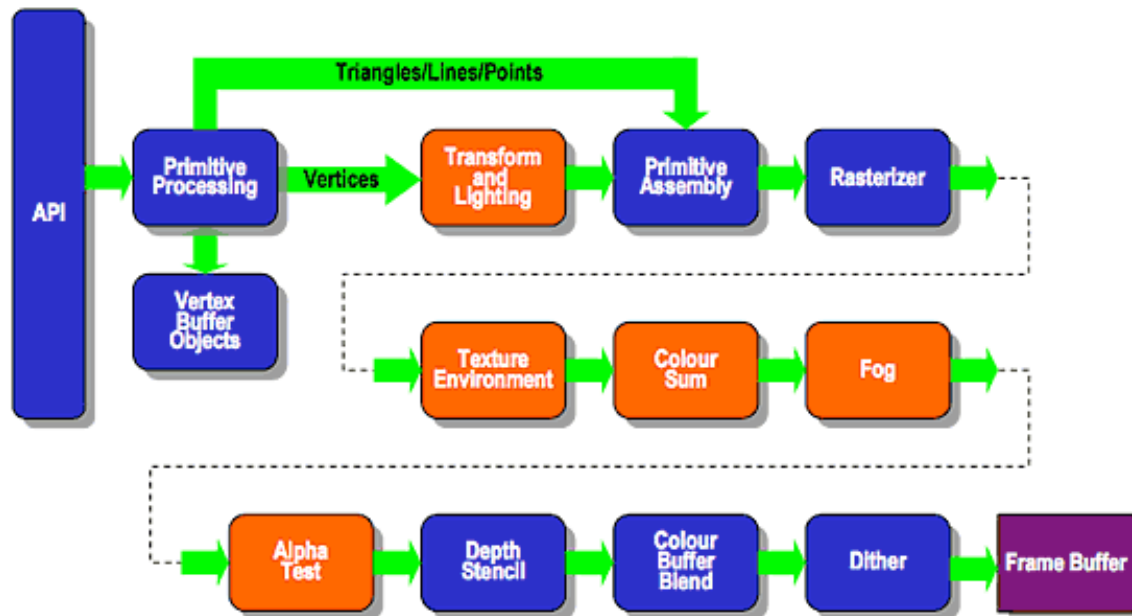 Triangles/Lines/Points
API
Primitive
Processing
Vertices
Transform
and
Lighting
Primitive
Assembly
Rasterizer
Vertex
Buffer
Objects
Texture
Environment
Colour
Sum
Fog
Alpha
Test
Depth
Stencil
Colour
Buffer
Blend
Dither
Frame Buffer